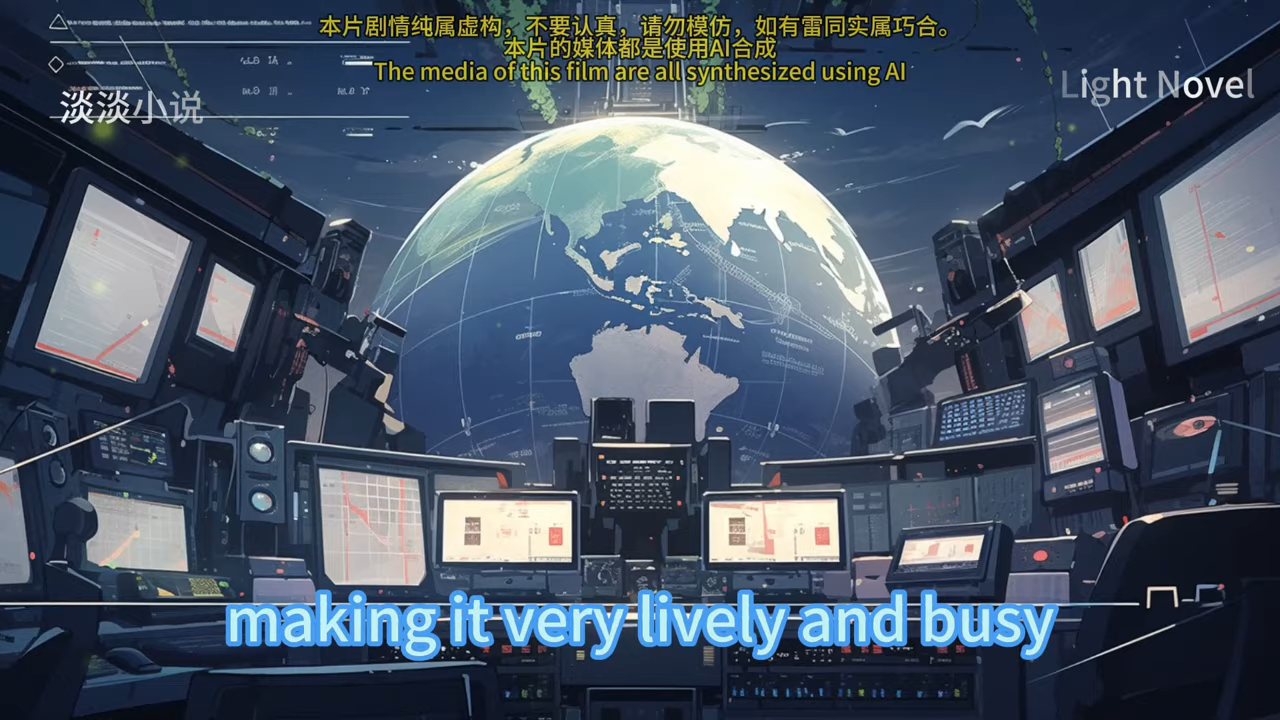 本片剧情纯属虚构，不要认真，请勿模仿，如有雷同实属巧合。
本片的媒体都是使用AI合成
The media of this film are all synthesized using AI
淡淡小说
Light Novel
making it very lively and busy